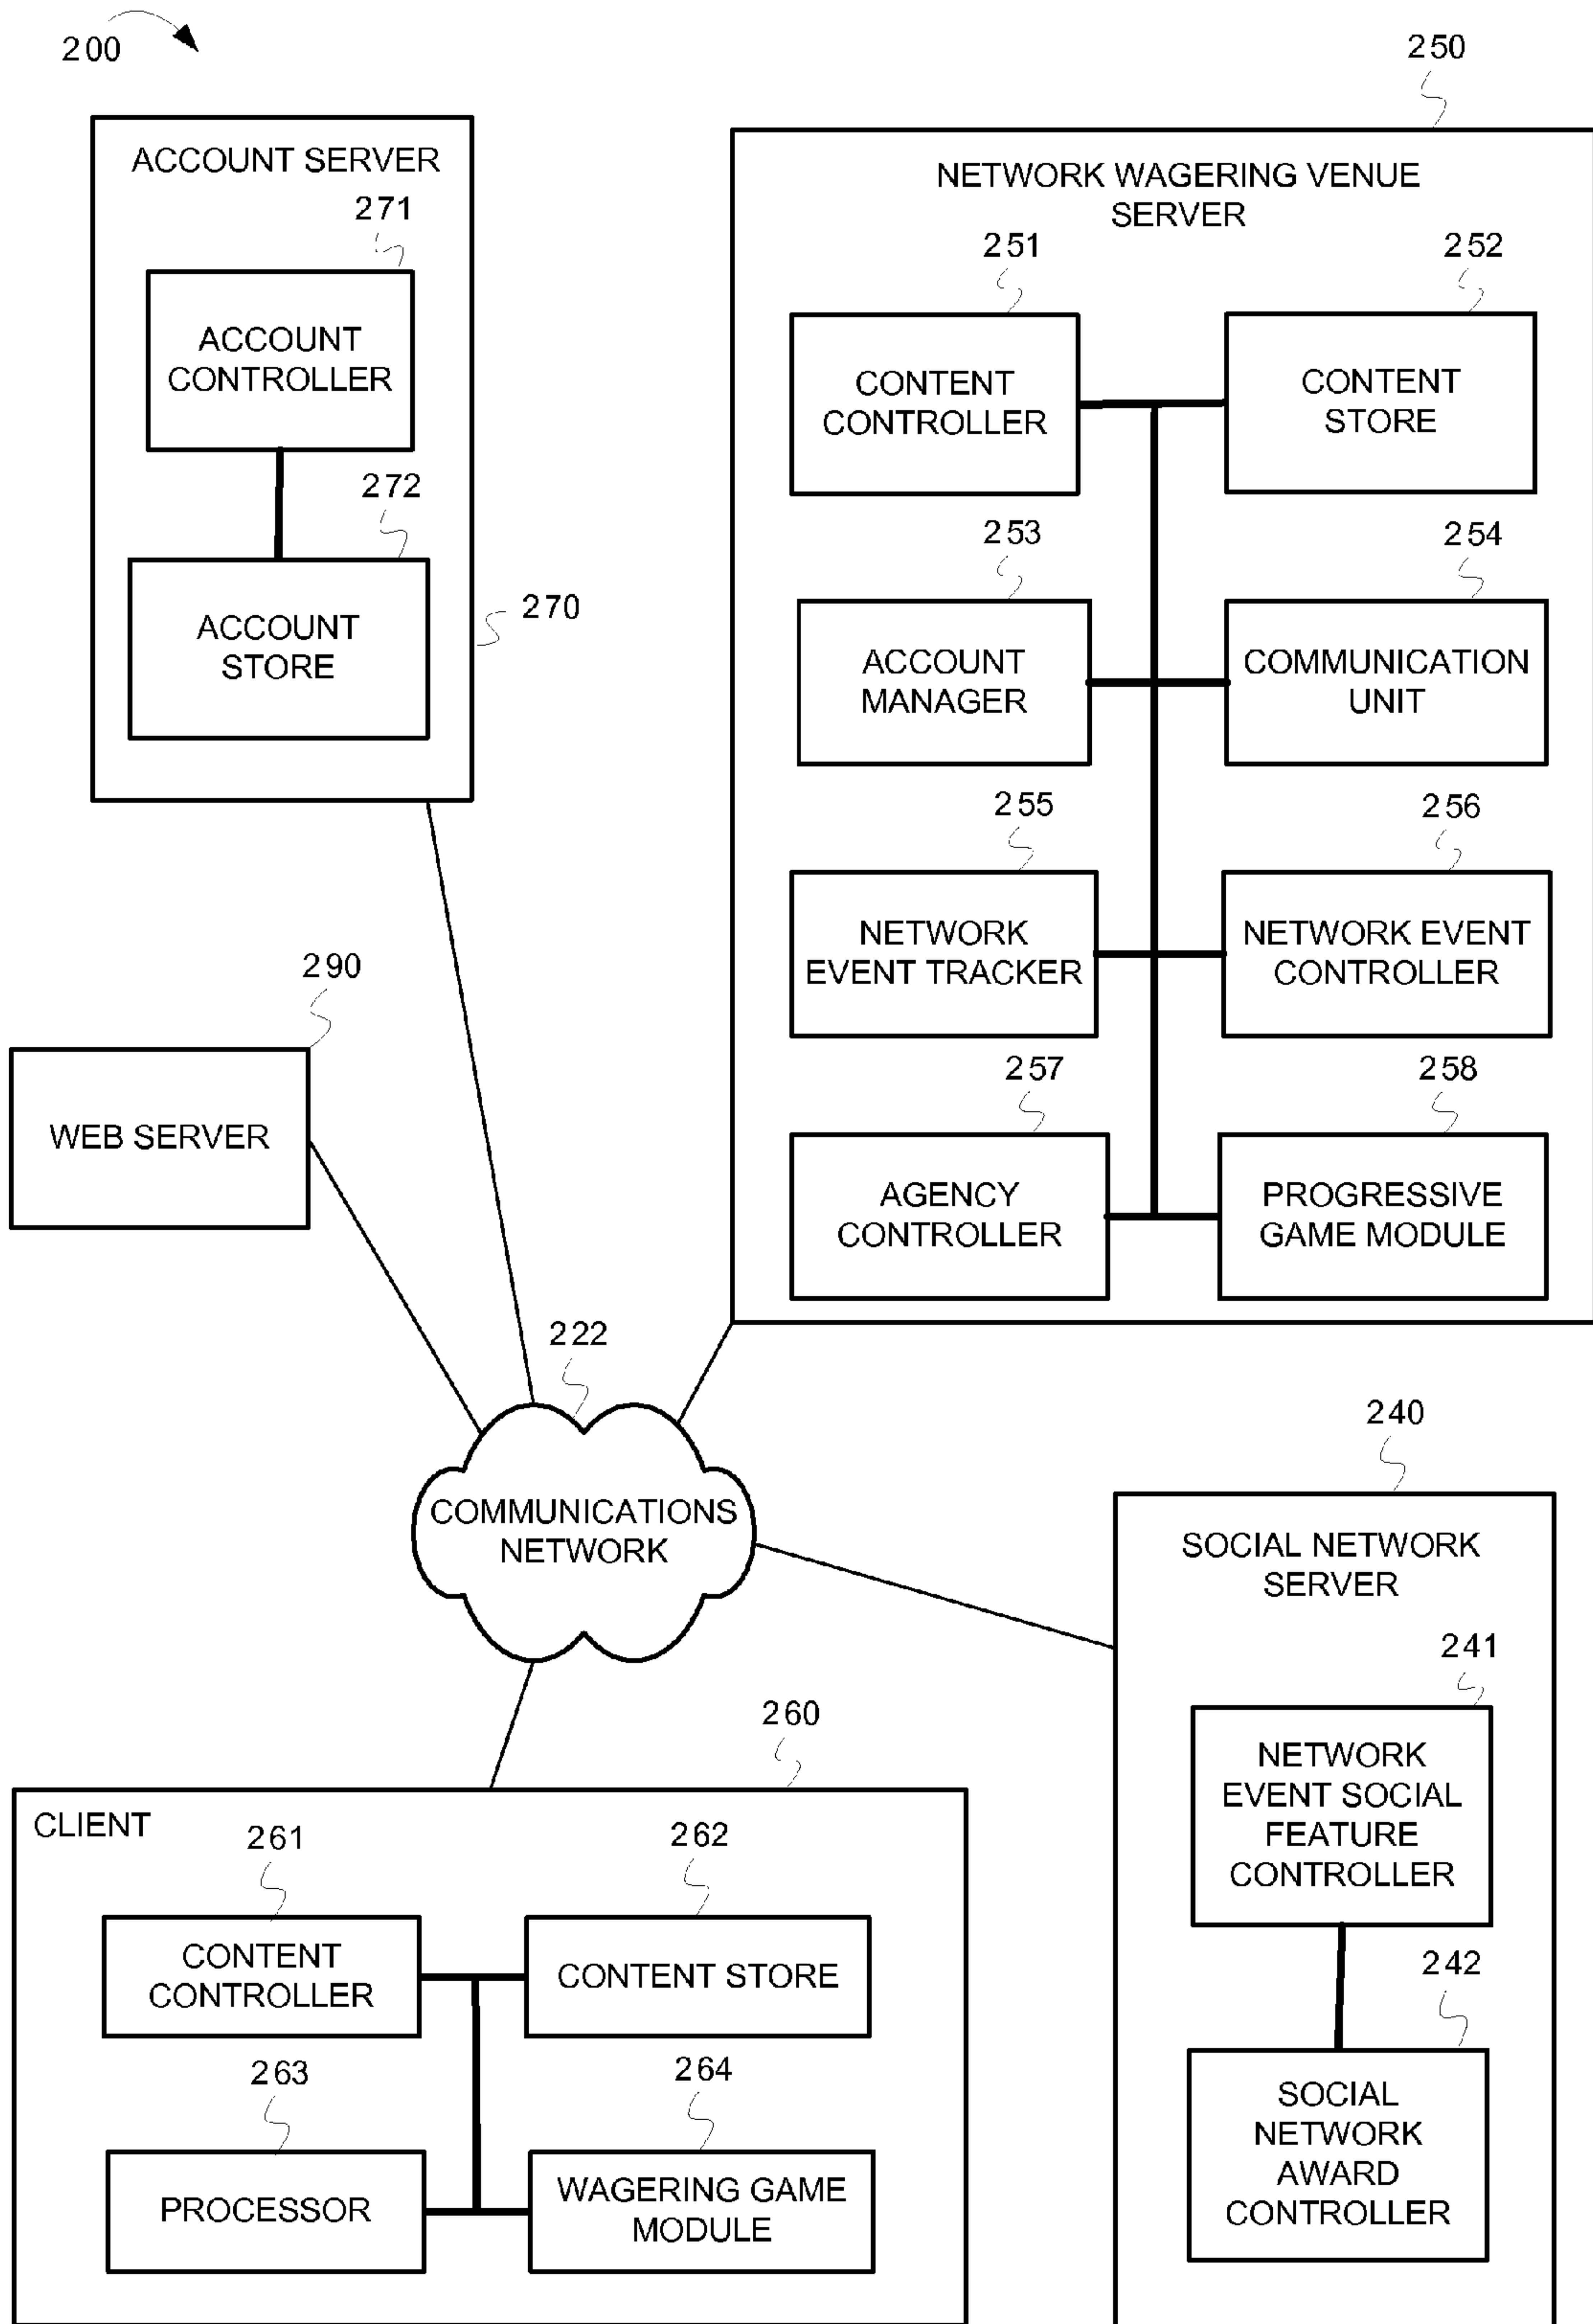 200
ACCOUNT SERVER
271
ACCOUNT
CONTROLLER
272
ACCOUNT
STORE
270
250
NETWORK WAGERING VENUE
SERVER
251
CONTENT
CONTROLLER
252
CONTENT
STORE
253
ACCOUNT
MANAGER
254
COMMUNICATION
UNIT
255
NETWORK
EVENT TRACKER
256
NETWORK EVENT
CONTROLLER
257
AGENCY
CONTROLLER
258
PROGRESSIVE
GAME MODULE
290
WEB SERVER
222
COMMUNICATIONS
NETWORK
240
SOCIAL NETWORK
SERVER
241
NETWORK
EVENT SOCIAL
FEATURE
CONTROLLER
242
SOCIAL
NETWORK
AWARD
CONTROLLER
260
CLIENT
261
CONTENT
CONTROLLER
262
CONTENT STORE
263
PROCESSOR
264
WAGERING GAME
MODULE